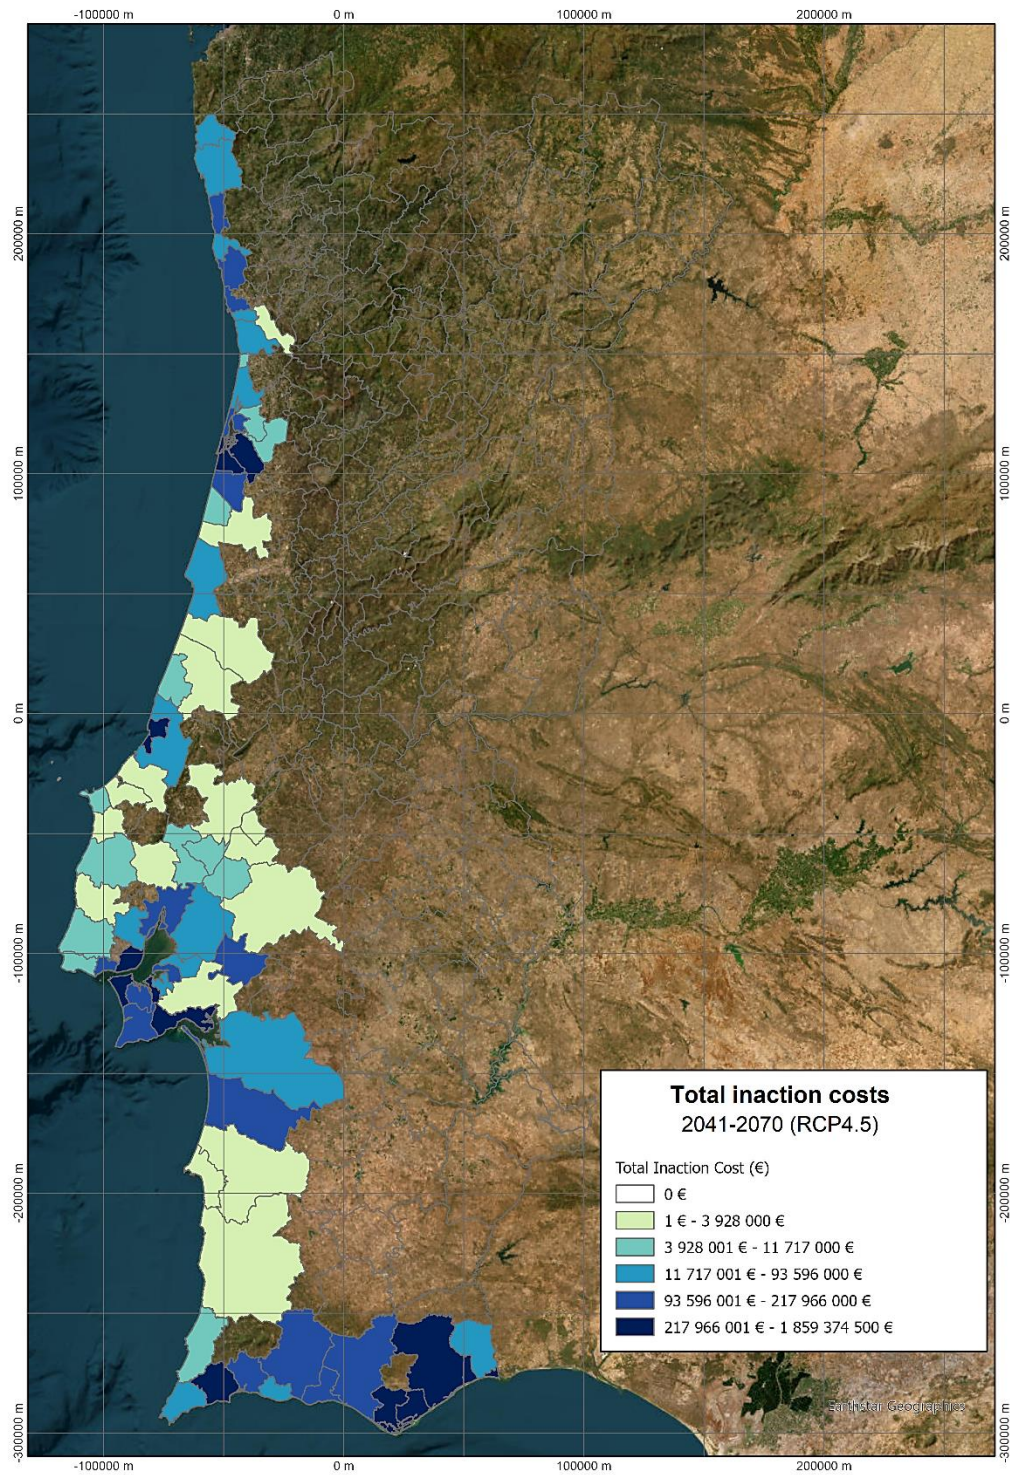 -100000 m
0 m
100000 m
200000 m
200000 m
200000 m
100000 m
100000 m
0 m
0 m
-100000 m
-100000 m
-200000 m
-200000 m
-300000 m
-300000 m
Total inaction costs
2041-2070 (RCP4.5)
Total Inaction Cost (€)
0 €
1 € - 3 928 000 €
3 928 001 € - 11 717 000 €
11 717 001 € - 93 596 000 €
93 596 001 € - 217 966 000 €
217 966 001 € - 1 859 374 500 €
Earthstar Geographics
-100000 m
0 m
100000 m
200000 m